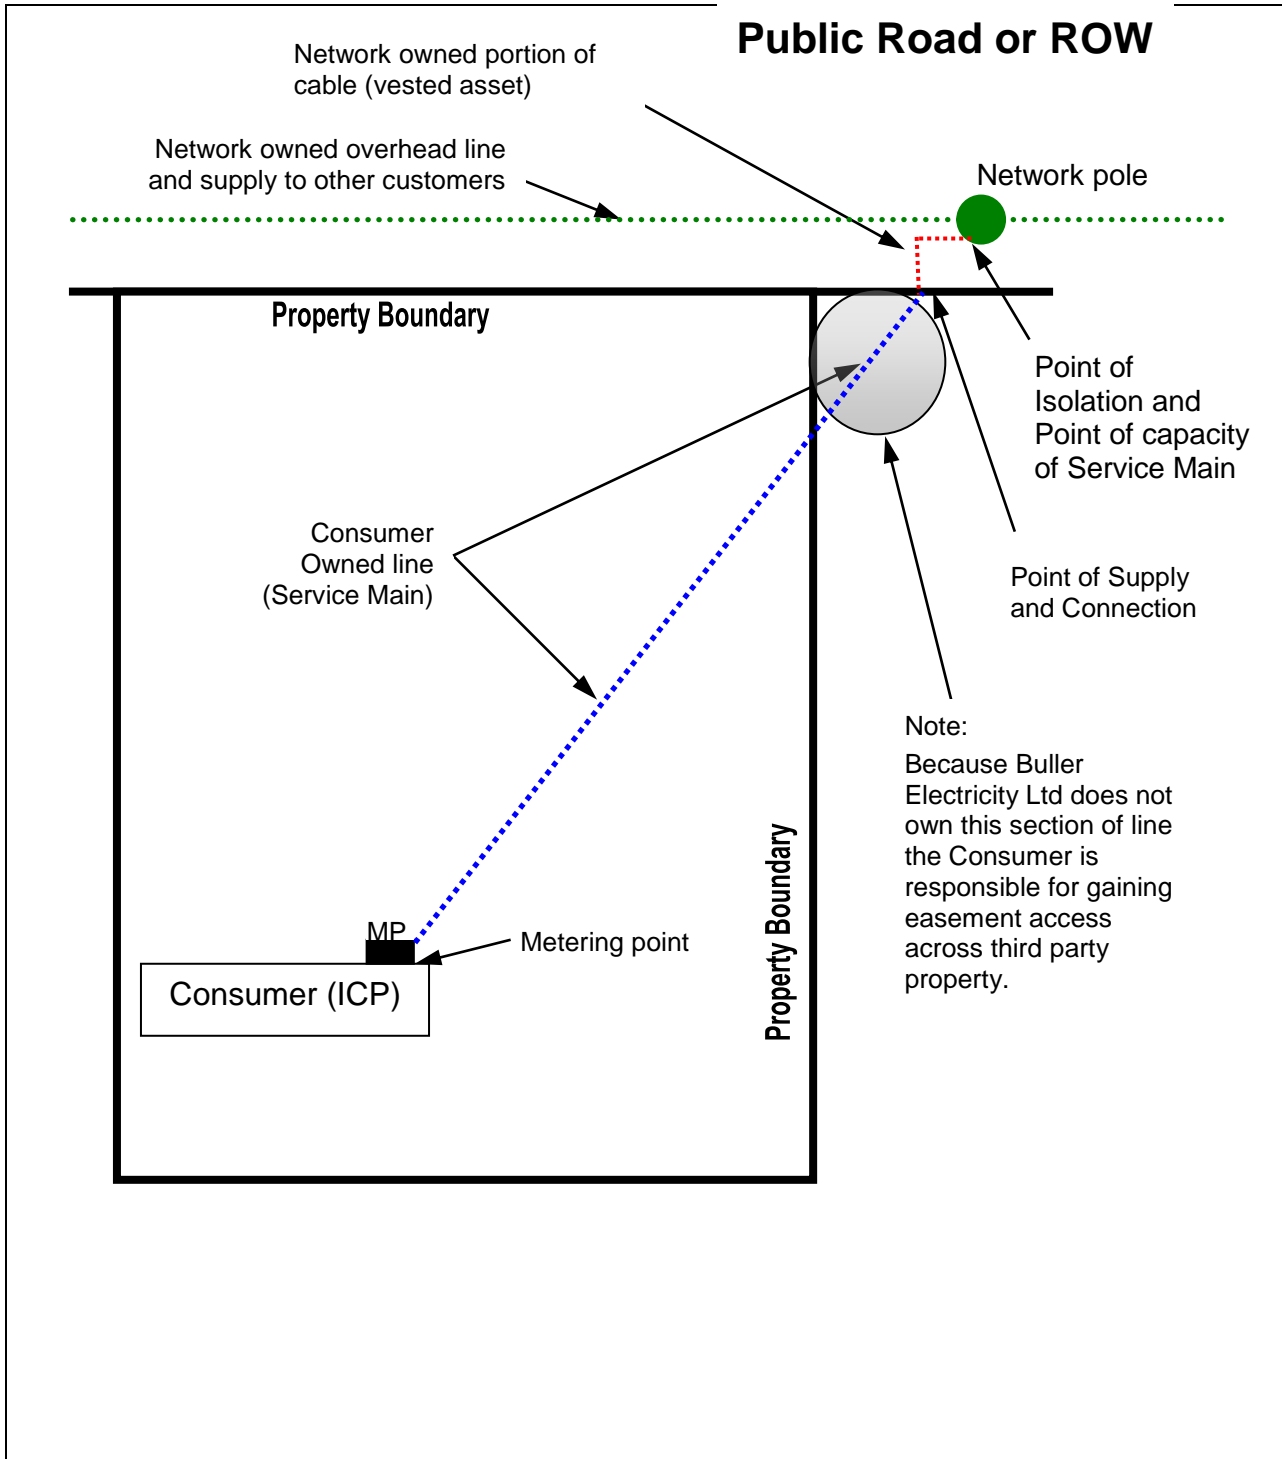 Public Road or ROW
Network owned portion of
cable (vested asset)
Network owned overhead line
and supply to other customers
Network pole
Property Boundary
Point of
Isolation and
Point of capacity
of Service Main
Consumer
Owned line
(Service Main)
Point of Supply
and Connection
Note:
Because Buller
Electricity Ltd does not
own this section of line
the Consumer is
responsible for gaining
easement access
across third party
property.
Property Boundary
MP
Metering point
Consumer (ICP)